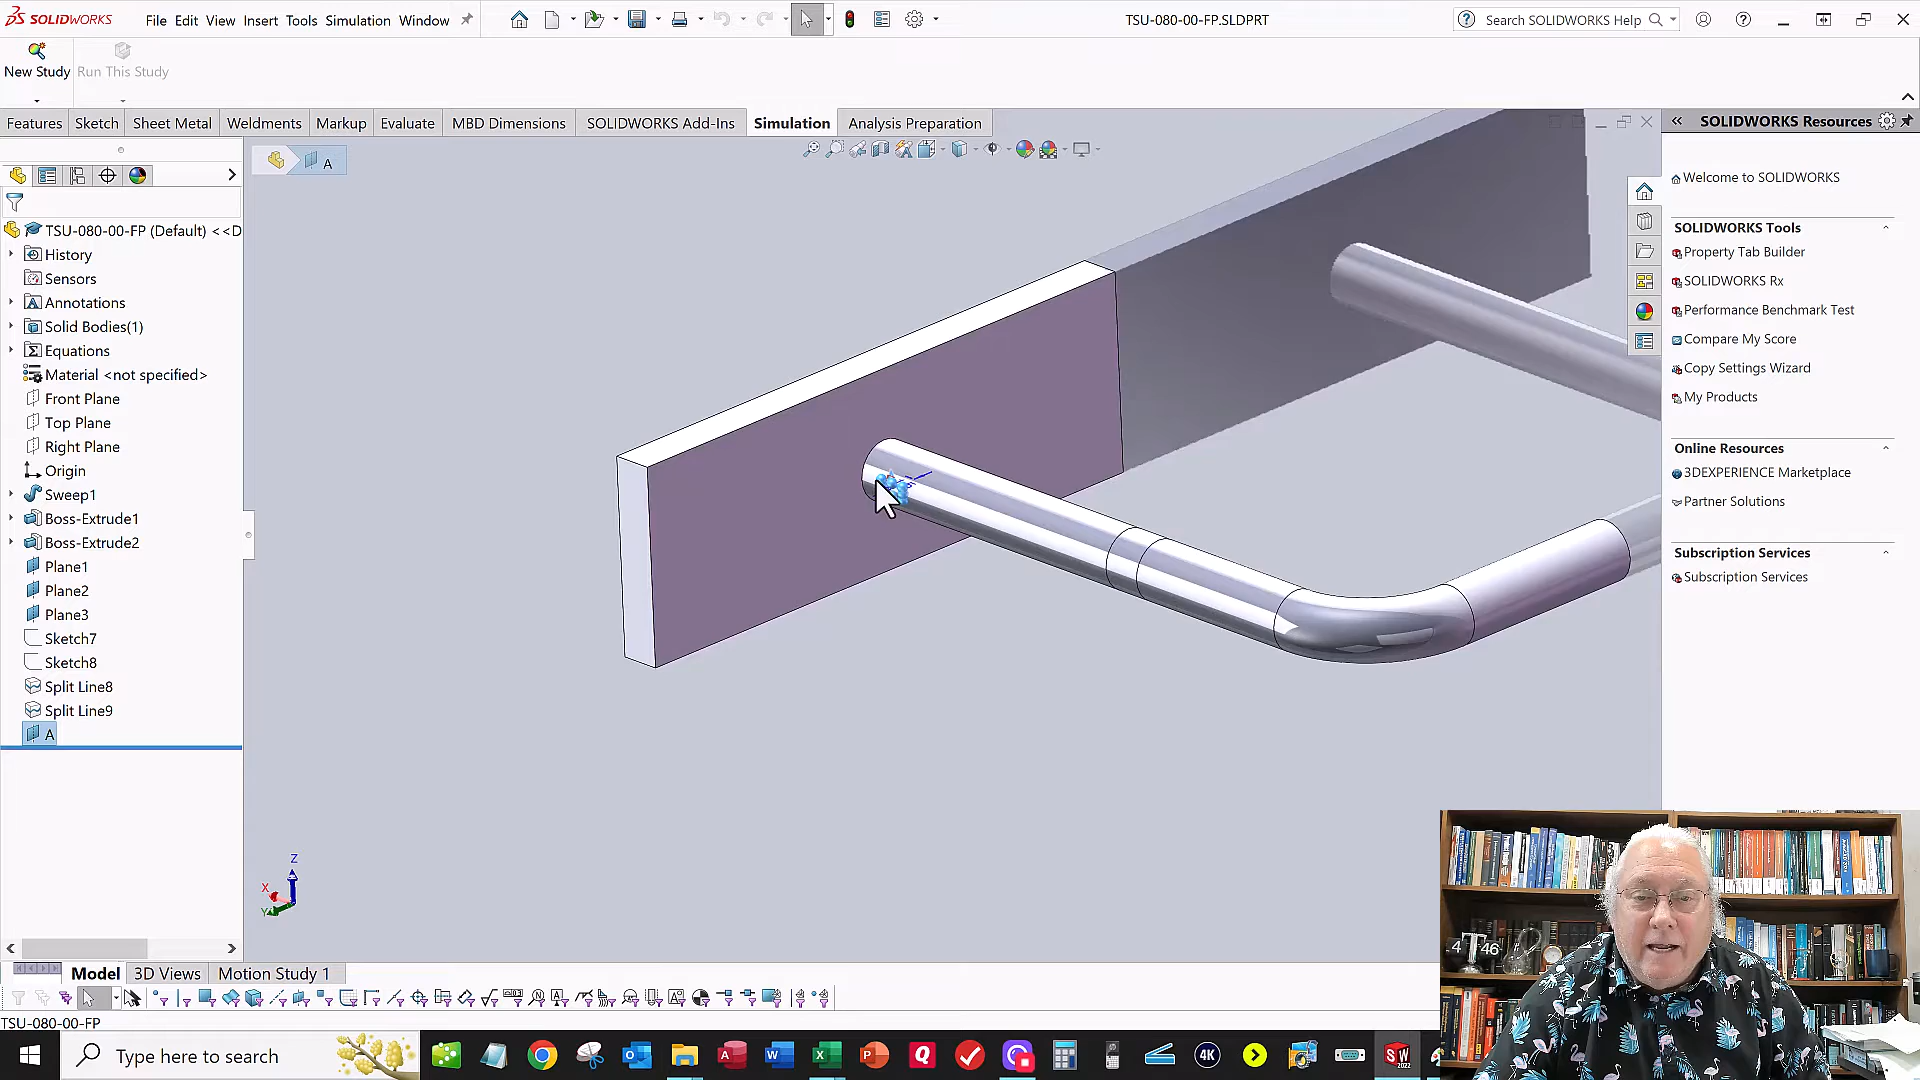 SOLIDWORKS File Edit View Insert Tools Simulation Window TSU-080-00-FP.SLDPRT Search SOLIDWORKS Help
New Study Run This Study
Features Sketch Sheet Metal Weldments Markup Evaluate MBD Dimensions SOLIDWORKS Add-Ins Simulation Analysis Preparation
A
TSU-080-00-FP (Default) <<D
History
Sensors
Annotations
Solid Bodies(1)
Equations
Material <not specified>
Front Plane
Top Plane
Right Plane
Origin
Sweep1
Boss-Extrude1
Boss-Extrude2
Plane1
Plane2
Plane3
Sketch7
Sketch8
Split Line8
Split Line9
A
Z
X
Y
SOLIDWORKS Resources
Welcome to SOLIDWORKS
SOLIDWORKS Tools
Property Tab Builder
SOLIDWORKS Rx
Performance Benchmark Test
Compare My Score
Copy Settings Wizard
My Products
Online Resources
3DEXPERIENCE Marketplace
Partner Solutions
Subscription Services
Subscription Services
4 46
Model 3D Views Motion Study 1
TSU-080-00-FP
Type here to search
4K
SW
2022